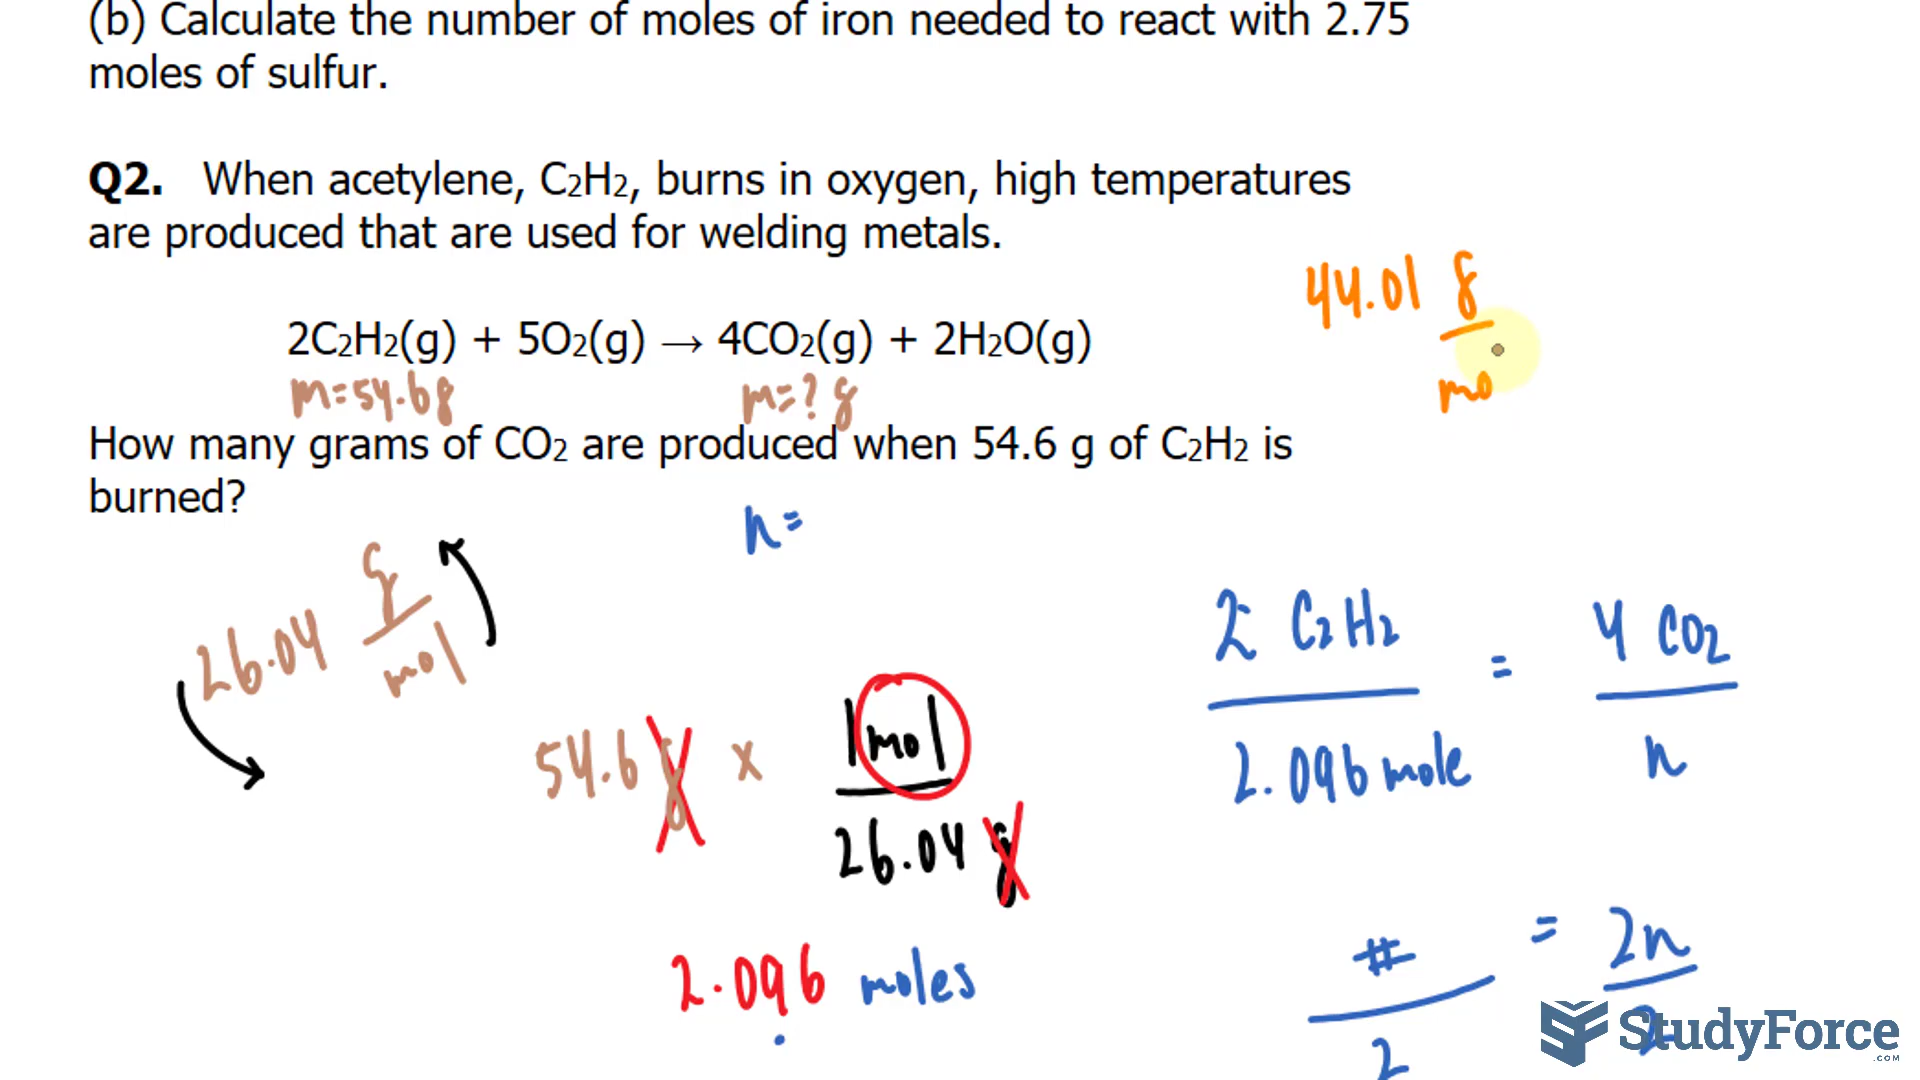 (b) Calculate the number of moles of iron needed to react with 2.75
moles of sulfur.
Q2. When acetylene, C2H2, burns in oxygen, high temperatures
are produced that are used for welding metals.
44.01 g
mo
2C2H2(g) + 5O2(g) → 4CO2(g) + 2H2O(g)
m=54.6g m=? g
How many grams of CO2 are produced when 54.6 g of C2H2 is
burned?
n=
26.04 g
mol
2 C2H2 = 4 CO2
2.096 mole n
54.6 g x 1 mol
26.04 g
2.096 moles
# = 2n
2 2
StudyForce
.COM